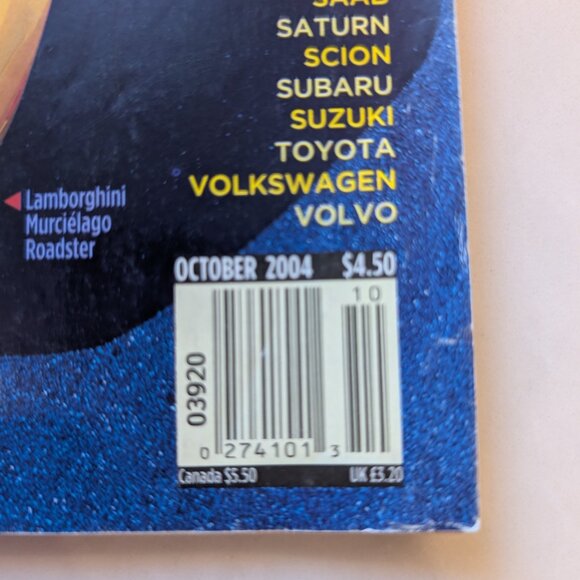 SAAB
SATURN
SCION
SUBARU
SUZUKI
TOYOTA
VOLKSWAGEN
VOLVO
Lamborghini
Murciélago
Roadster
OCTOBER 2004 $4.50
10
03920
0 274101 3
Canada $5.50 UK £3.20